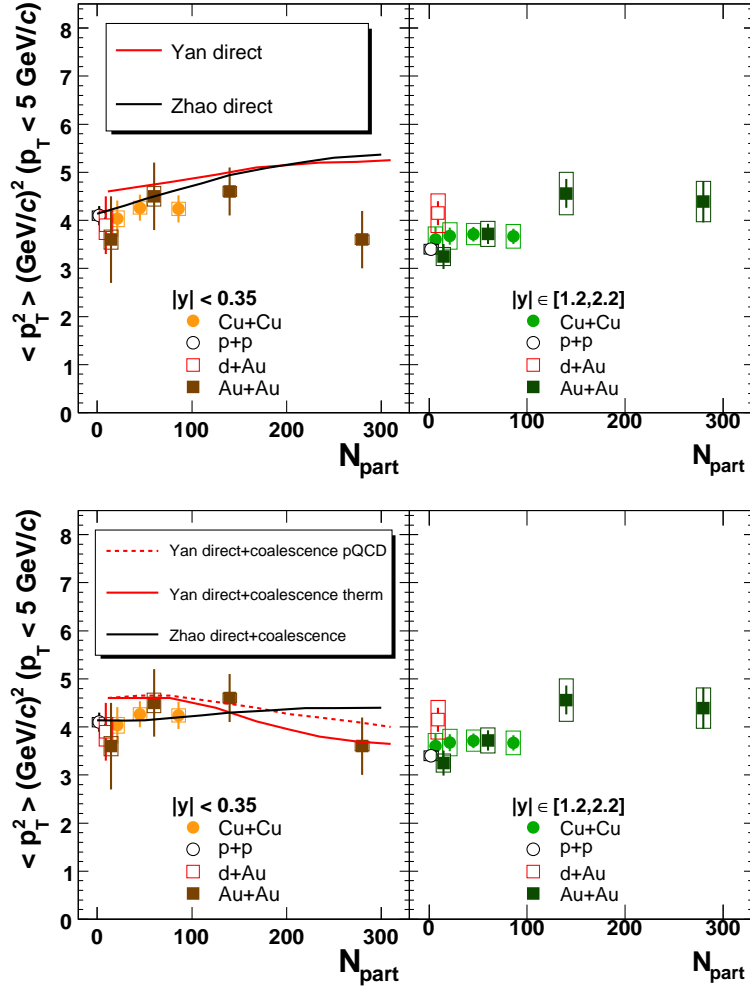 < p_T^2 > (GeV/c)^2 (p_T < 5 GeV/c)
8
7
6
5
4
3
2
1
0
Yan direct
Zhao direct
|y| < 0.35
Cu+Cu
p+p
d+Au
Au+Au
0 100 200 300
N_part
|y| ∈ [1.2,2.2]
Cu+Cu
p+p
d+Au
Au+Au
0 100 200 300
N_part
< p_T^2 > (GeV/c)^2 (p_T < 5 GeV/c)
8
7
6
5
4
3
2
1
0
Yan direct+coalescence pQCD
Yan direct+coalescence therm
Zhao direct+coalescence
|y| < 0.35
Cu+Cu
p+p
d+Au
Au+Au
0 100 200 300
N_part
|y| ∈ [1.2,2.2]
Cu+Cu
p+p
d+Au
Au+Au
0 100 200 300
N_part